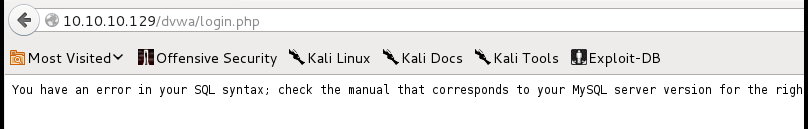 10.10.10.129/dvwa/login.php
Most Visited Offensive Security Kali Linux Kali Docs Kali Tools Exploit-DB
You have an error in your SQL syntax; check the manual that corresponds to your MySQL server version for the righ